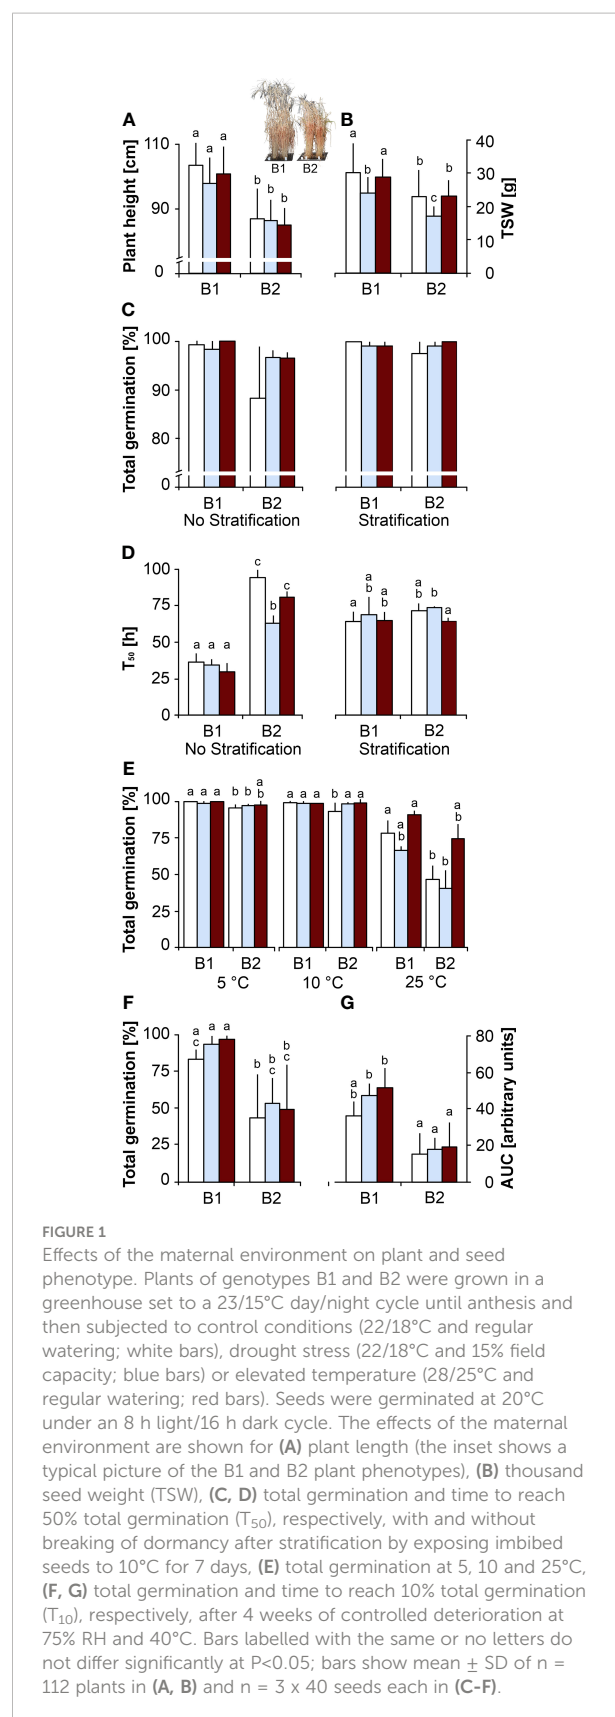 A
B
B1
B2
Plant height [cm]
110
90
0
a
a
a
b
b
b
B1
B2
a
b
a
b
c
b
40
30
20
10
0
TSW [g]
B1
B2
C
Total germination [%]
100
90
80
0
B1
B2
No Stratification
B1
B2
Stratification
D
T₅₀ [h]
100
75
50
25
0
a
a
a
c
b
c
B1
B2
No Stratification
a
a
b
a
b
a
b
b
a
B1
B2
Stratification
E
Total germination [%]
100
75
50
25
0
a
a
a
b
b
a
b
a
a
a
b
a
a
a
a
b
a
b
b
a
b
B1
B2
B1
B2
B1
B2
5 °C
10 °C
25 °C
F
G
Total germination [%]
100
75
50
25
0
a
c
a
a
b
b
c
b
c
B1
B2
a
b
b
b
a
a
a
80
60
40
20
0
AUC [arbitrary units]
B1
B2
FIGURE 1
Effects of the maternal environment on plant and seed
phenotype. Plants of genotypes B1 and B2 were grown in a
greenhouse set to a 23/15°C day/night cycle until anthesis and
then subjected to control conditions (22/18°C and regular
watering; white bars), drought stress (22/18°C and 15% field
capacity; blue bars) or elevated temperature (28/25°C and
regular watering; red bars). Seeds were germinated at 20°C
under an 8 h light/16 h dark cycle. The effects of the maternal
environment are shown for (A) plant length (the inset shows a
typical picture of the B1 and B2 plant phenotypes), (B) thousand
seed weight (TSW), (C, D) total germination and time to reach
50% total germination (T₅₀), respectively, with and without
breaking of dormancy after stratification by exposing imbibed
seeds to 10°C for 7 days, (E) total germination at 5, 10 and 25°C,
(F, G) total germination and time to reach 10% total germination
(T₁₀), respectively, after 4 weeks of controlled deterioration at
75% RH and 40°C. Bars labelled with the same or no letters do
not differ significantly at P<0.05; bars show mean ± SD of n =
112 plants in (A, B) and n = 3 x 40 seeds each in (C-F).